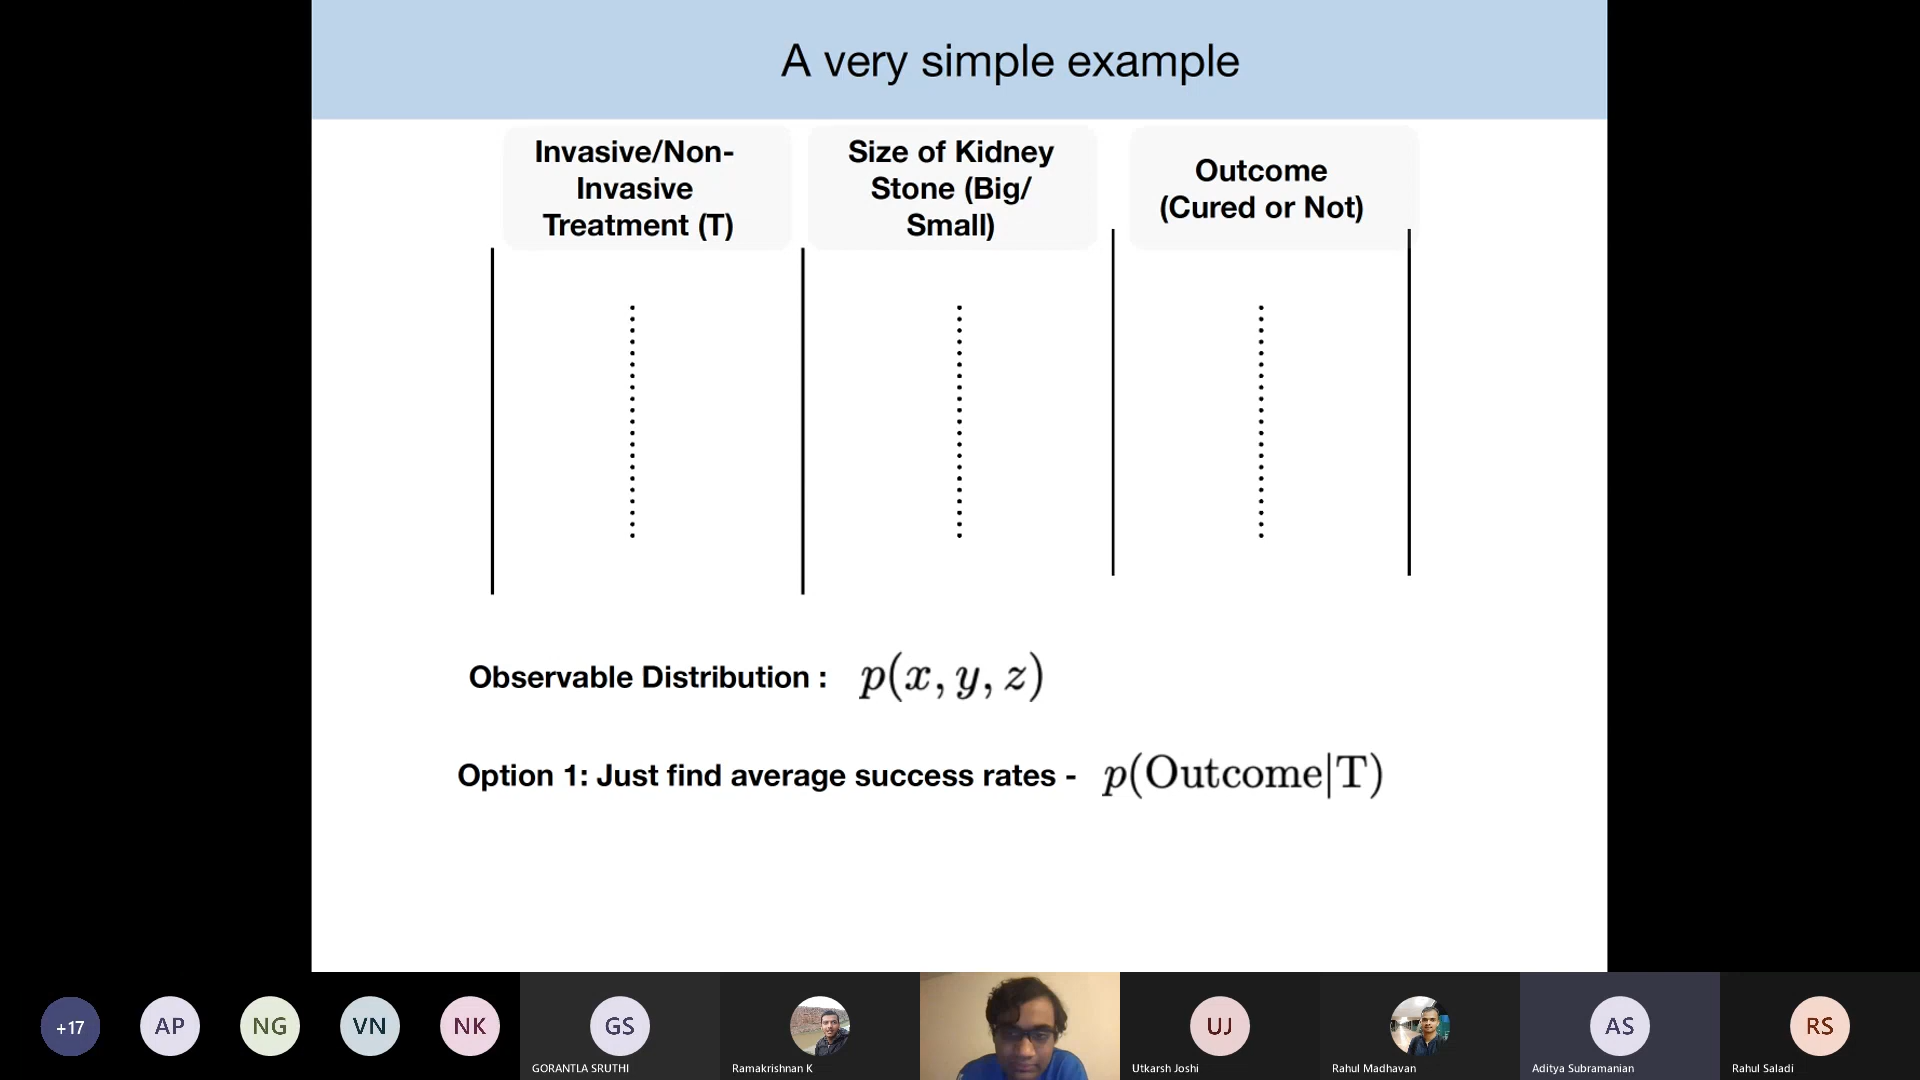 A very simple example
Invasive/Non-
Invasive
Treatment (T)
Size of Kidney
Stone (Big/
Small)
Outcome
(Cured or Not)
Observable Distribution : p(x, y, z)
Option 1: Just find average success rates - p(Outcome|T)
+17
AP
NG
VN
NK
GS
UJ
AS
RS
GORANTLA SRUTHI
Ramakrishnan K
Utkarsh Joshi
Rahul Madhavan
Aditya Subramanian
Rahul Saladi